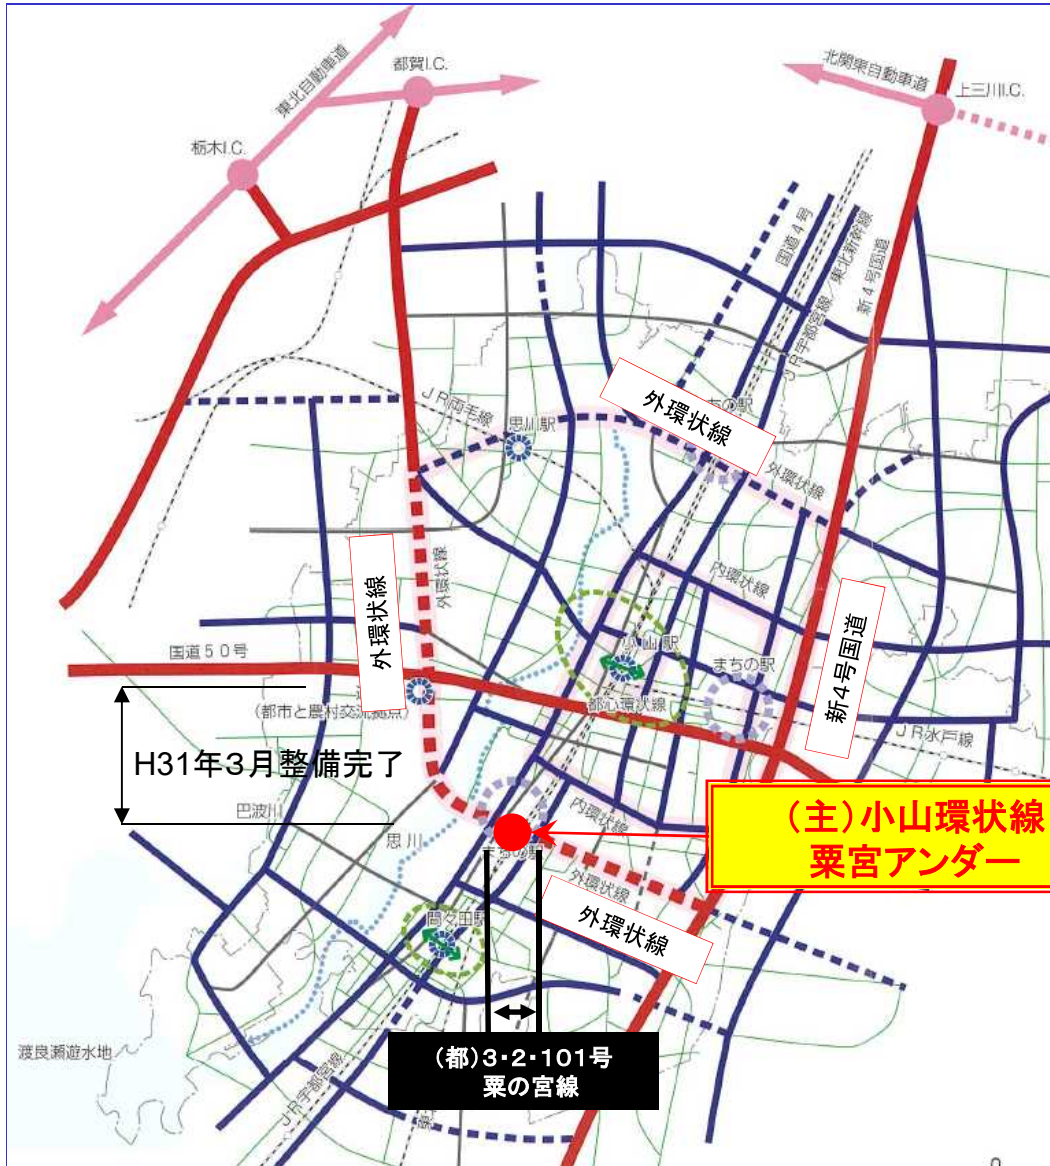 都賀I.C.
東北自動車道
北関東自動車道
上三川I.C.
栃木I.C.
国道4号
JR宇都宮線/東北新幹線
新4号国道
JR両毛線
思川駅
外環状線
ちの駅
外環状線
外環状線
外環状線
内環状線
小山駅
まちの駅
新4号国道
国道50号
都心環状線
(都市と農村交流拠点)
JR水戸線
H31年3月整備完了
巴波川
思川
内環状線
まちの駅
(主)小山環状線
粟宮アンダー
外環状線
外環状線
間々田駅
(都)3・2・101号
粟の宮線
渡良瀬遊水地
JR宇都宮線